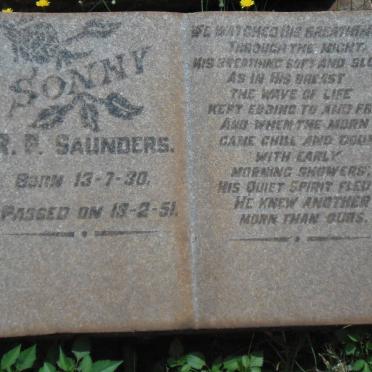 SONNY
R. P. SAUNDERS.
BORN 13-7-30.
PASSED ON 13-2-51.
WE WATCHED HIS BREATHING
THROUGH THE NIGHT.
HIS BREATHING SOFT AND
AS IN HIS BREAST
THE WAVE OF LIFE
KEPT EBBING TO AND
AND WHEN THE MORN
CAME CHILL AND
WITH EARLY
MORNING SHOWERS,
HIS QUIET SPIRIT FLED
HE KNEW ANOTHER
MORN THAN OURS.